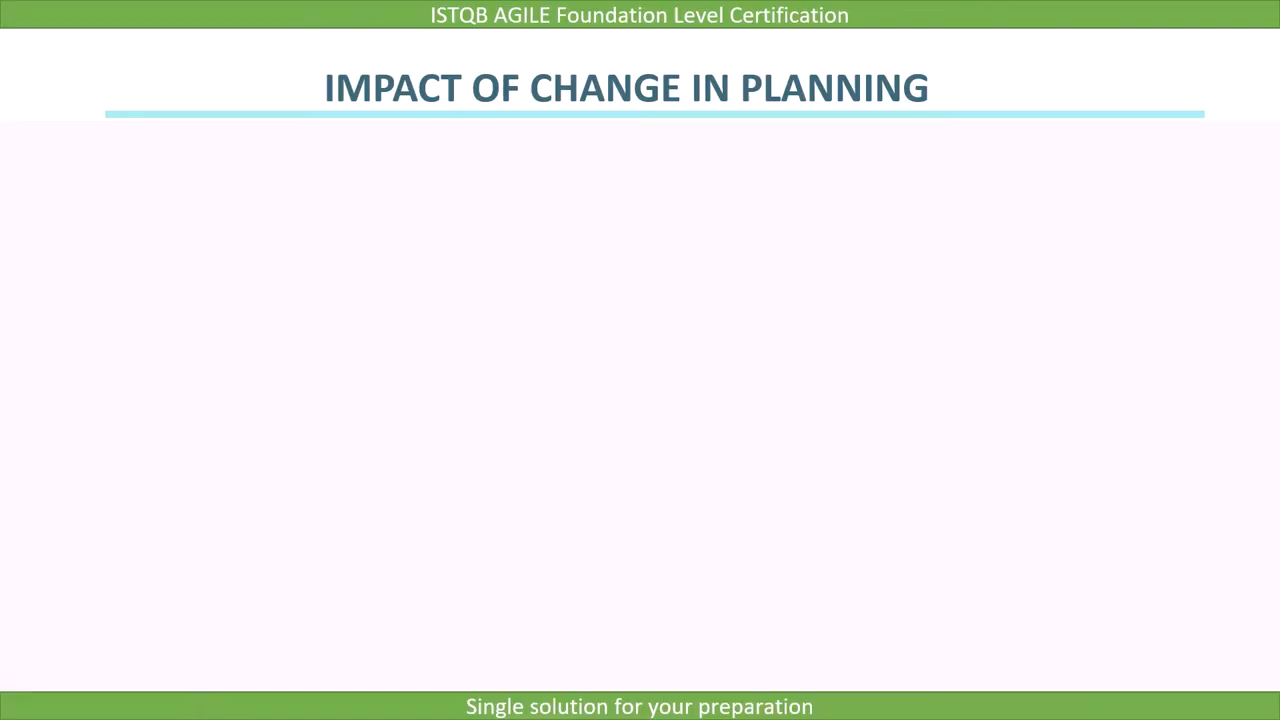 ISTQB AGILE Foundation Level Certification
IMPACT OF CHANGE IN PLANNING
Single solution for your preparation